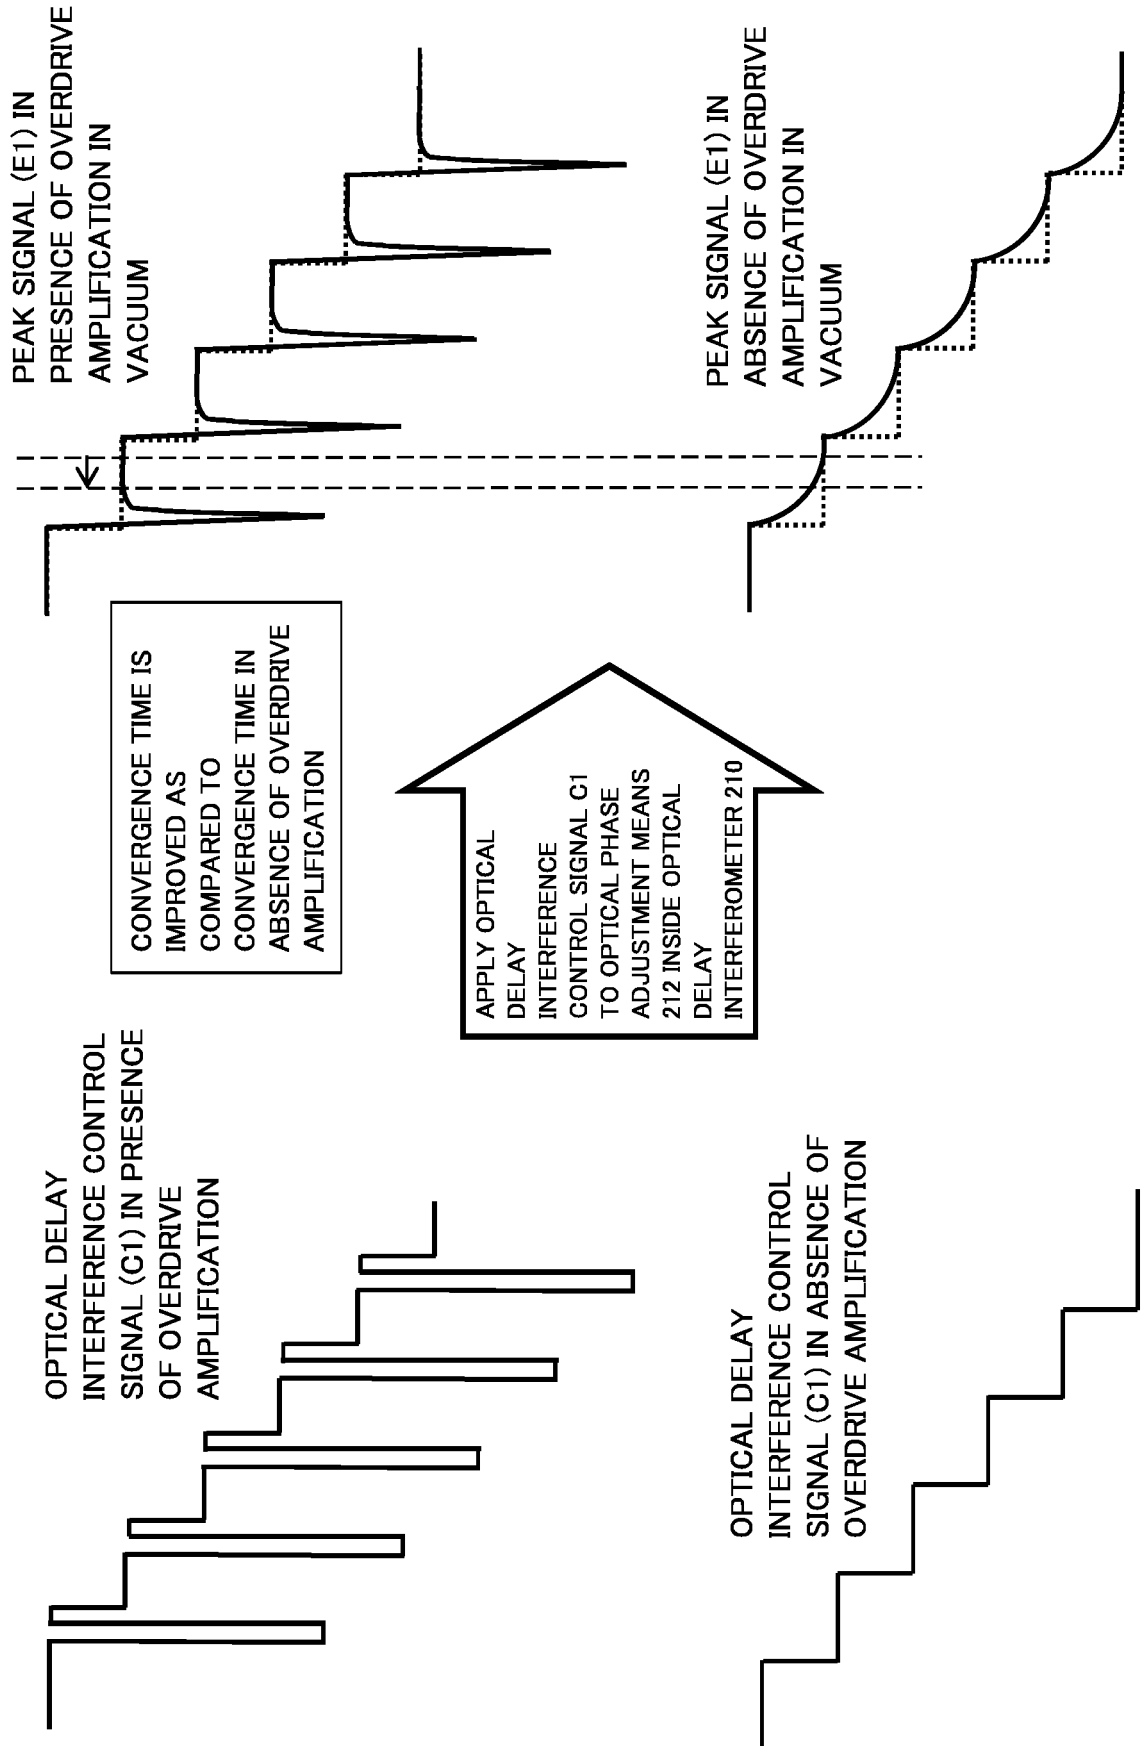 OPTICAL DELAY
INTERFERENCE CONTROL
SIGNAL (C1) IN PRESENCE
OF OVERDRIVE
AMPLIFICATION
CONVERGENCE TIME IS
IMPROVED AS
COMPARED TO
CONVERGENCE TIME IN
ABSENCE OF OVERDRIVE
AMPLIFICATION
PEAK SIGNAL (E1) IN
PRESENCE OF OVERDRIVE
AMPLIFICATION IN
VACUUM
APPLY OPTICAL
DELAY
INTERFERENCE
CONTROL SIGNAL C1
TO OPTICAL PHASE
ADJUSTMENT MEANS
212 INSIDE OPTICAL
DELAY
INTERFEROMETER 210
OPTICAL DELAY
INTERFERENCE CONTROL
SIGNAL (C1) IN ABSENCE OF
OVERDRIVE AMPLIFICATION
PEAK SIGNAL (E1) IN
ABSENCE OF OVERDRIVE
AMPLIFICATION IN
VACUUM